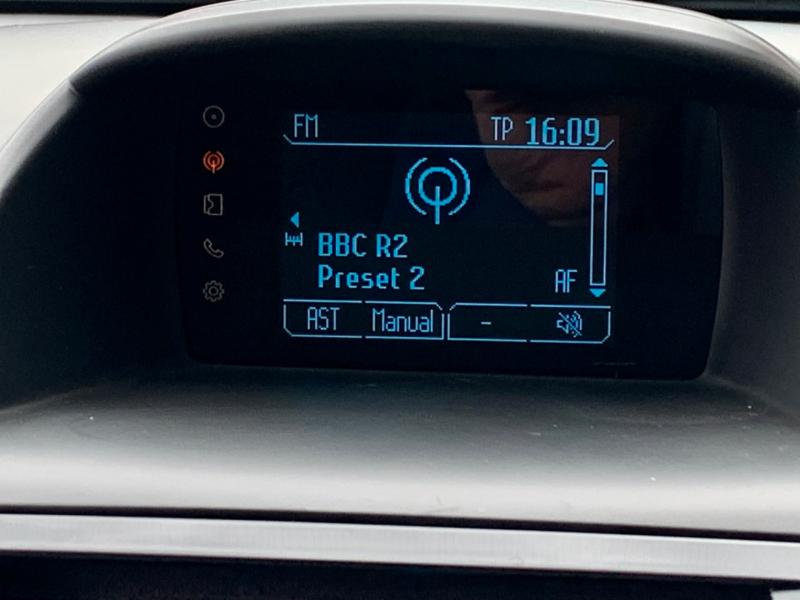 FM TP 16:09
BBC R2
Preset 2 AF
AST Manual -